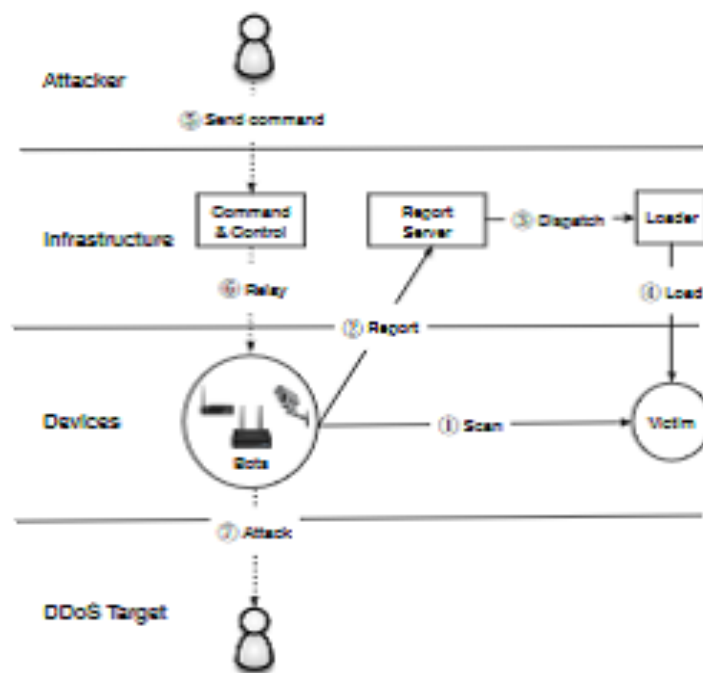 Attacker
⑤ Send command
Infrastructure
Command
& Control
Report
Server
③ Dispatch
Loader
⑥ Relay
④ Load
② Report
Devices
Bots
① Scan
Victim
⑦ Attack
DDoS Target